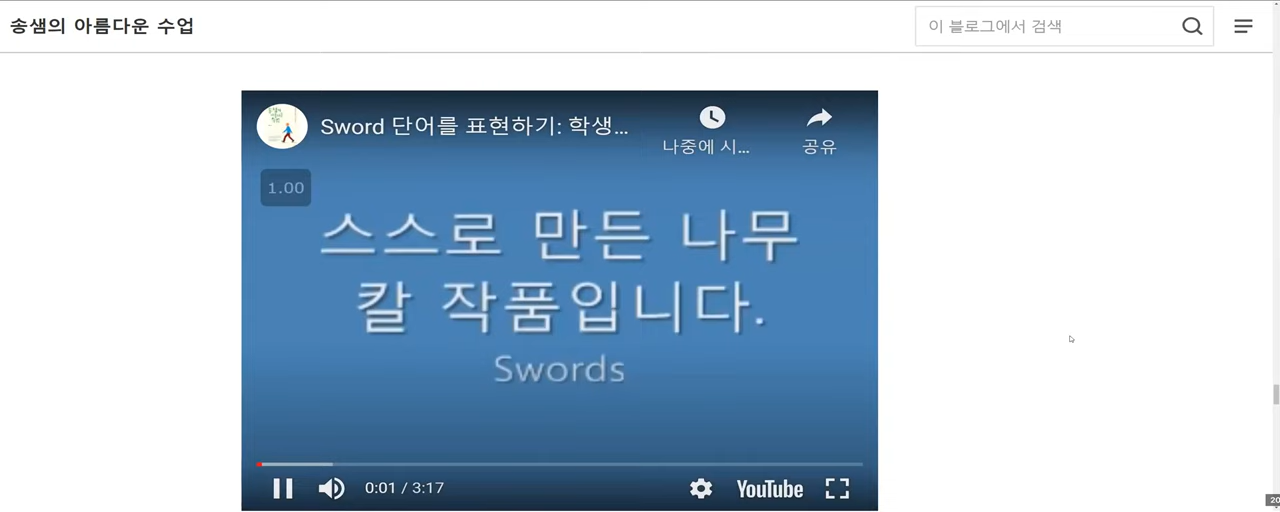 송샘의 아름다운 수업
이 블로그에서 검색
Sword 단어를 표현하기: 학생...
나중에 시...
공유
1.00
스스로 만든 나무
칼 작품입니다.
Swords
0:01 / 3:17
YouTube
20